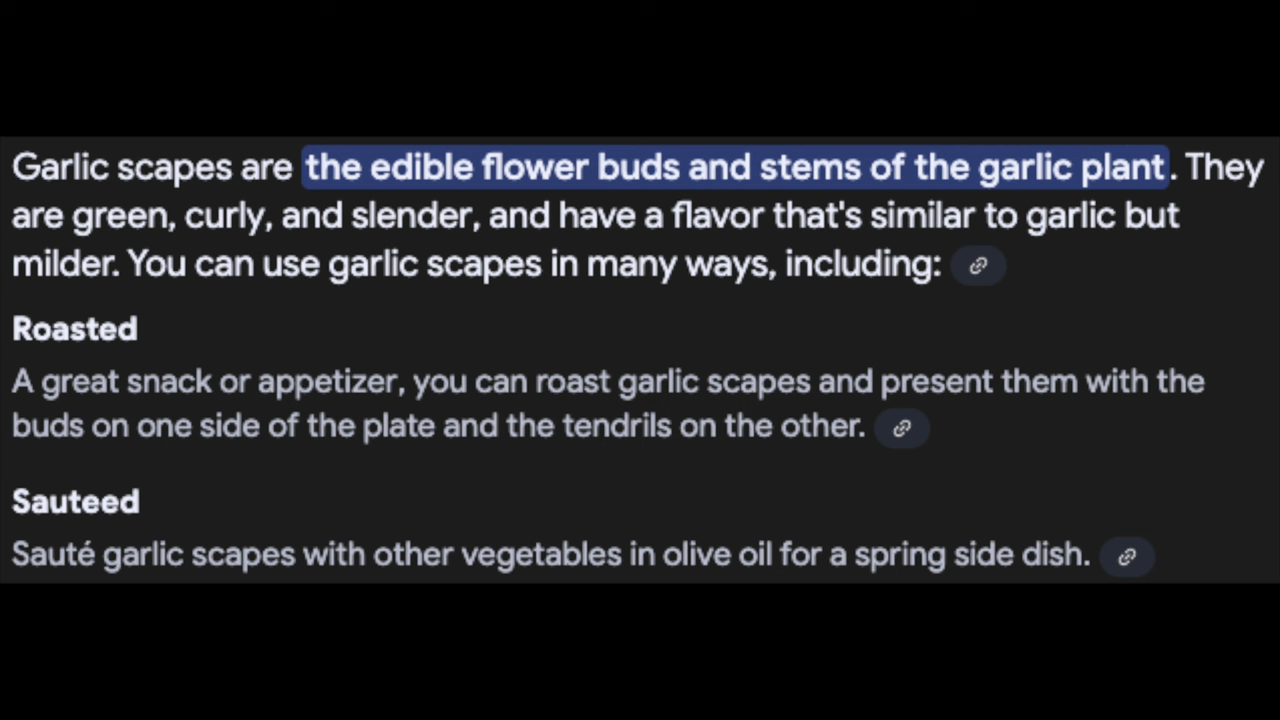 Garlic scapes are the edible flower buds and stems of the garlic plant. They
are green, curly, and slender, and have a flavor that's similar to garlic but
milder. You can use garlic scapes in many ways, including:
Roasted
A great snack or appetizer, you can roast garlic scapes and present them with the
buds on one side of the plate and the tendrils on the other.
Sauteed
Sauté garlic scapes with other vegetables in olive oil for a spring side dish.